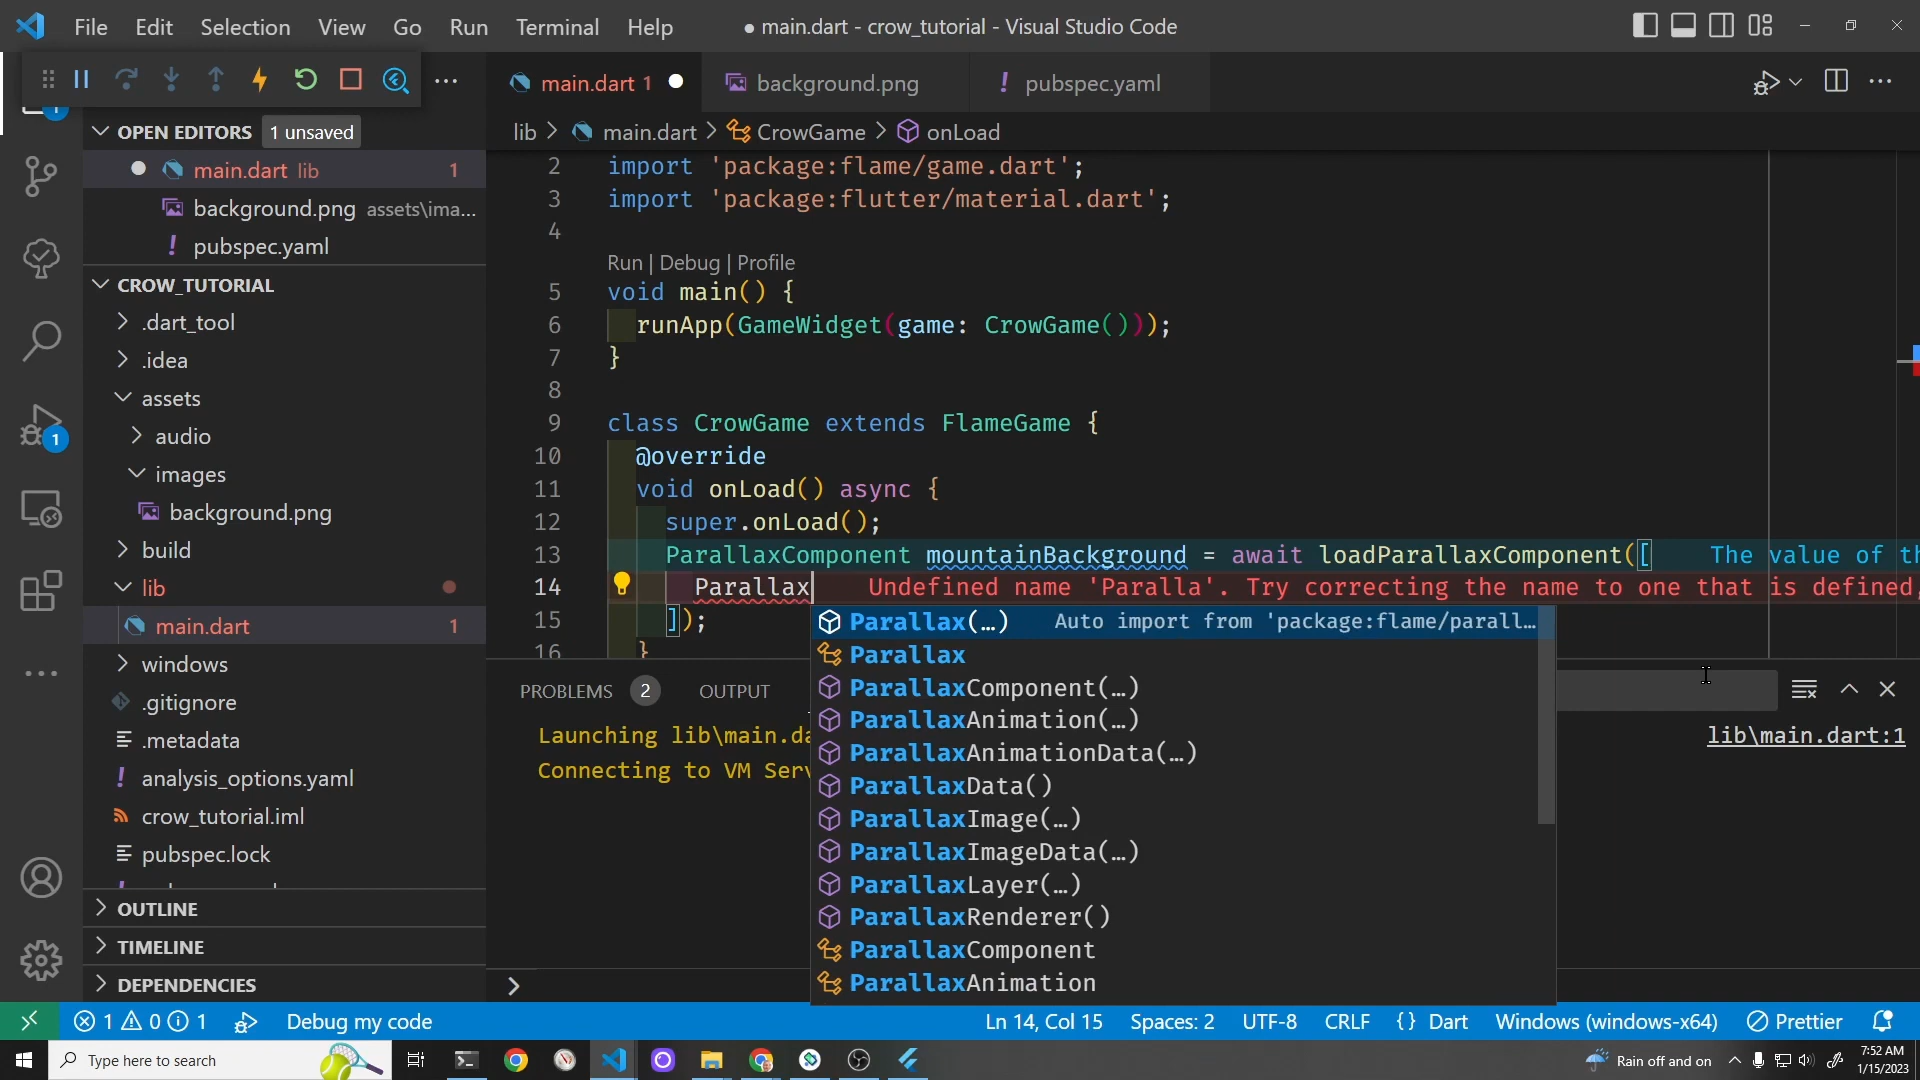 File Edit Selection View Go Run Terminal Help
● main.dart - crow_tutorial - Visual Studio Code
main.dart 1
background.png
! pubspec.yaml
OPEN EDITORS 1 unsaved
main.dart lib 1
background.png assets\ima...
! pubspec.yaml
CROW_TUTORIAL
.dart_tool
.idea
assets
audio
images
background.png
build
lib
main.dart 1
windows
.gitignore
.metadata
! analysis_options.yaml
crow_tutorial.iml
pubspec.lock
OUTLINE
TIMELINE
DEPENDENCIES
1
1
lib > main.dart > CrowGame > onLoad
2 import 'package:flame/game.dart';
3 import 'package:flutter/material.dart';
4
Run | Debug | Profile
5 void main() {
6 runApp(GameWidget(game: CrowGame()));
7 }
8
9 class CrowGame extends FlameGame {
10 @override
11 void onLoad() async {
12 super.onLoad();
13 ParallaxComponent mountainBackground = await loadParallaxComponent([ The value of th
14 Parallax Undefined name 'Paralla'. Try correcting the name to one that is defined,
15 ]);
16 }
Parallax(…) Auto import from 'package:flame/parall…
Parallax
ParallaxComponent(…)
ParallaxAnimation(…)
ParallaxAnimationData(…)
ParallaxData()
ParallaxImage(…)
ParallaxImageData(…)
ParallaxLayer(…)
ParallaxRenderer()
ParallaxComponent
ParallaxAnimation
PROBLEMS 2 OUTPUT
Launching lib\main.da
Connecting to VM Serv
lib\main.dart:1
1 0 1 Debug my code
Ln 14, Col 15 Spaces: 2 UTF-8 CRLF {} Dart Windows (windows-x64) Prettier
Type here to search
Rain off and on
7:52 AM
1/15/2023